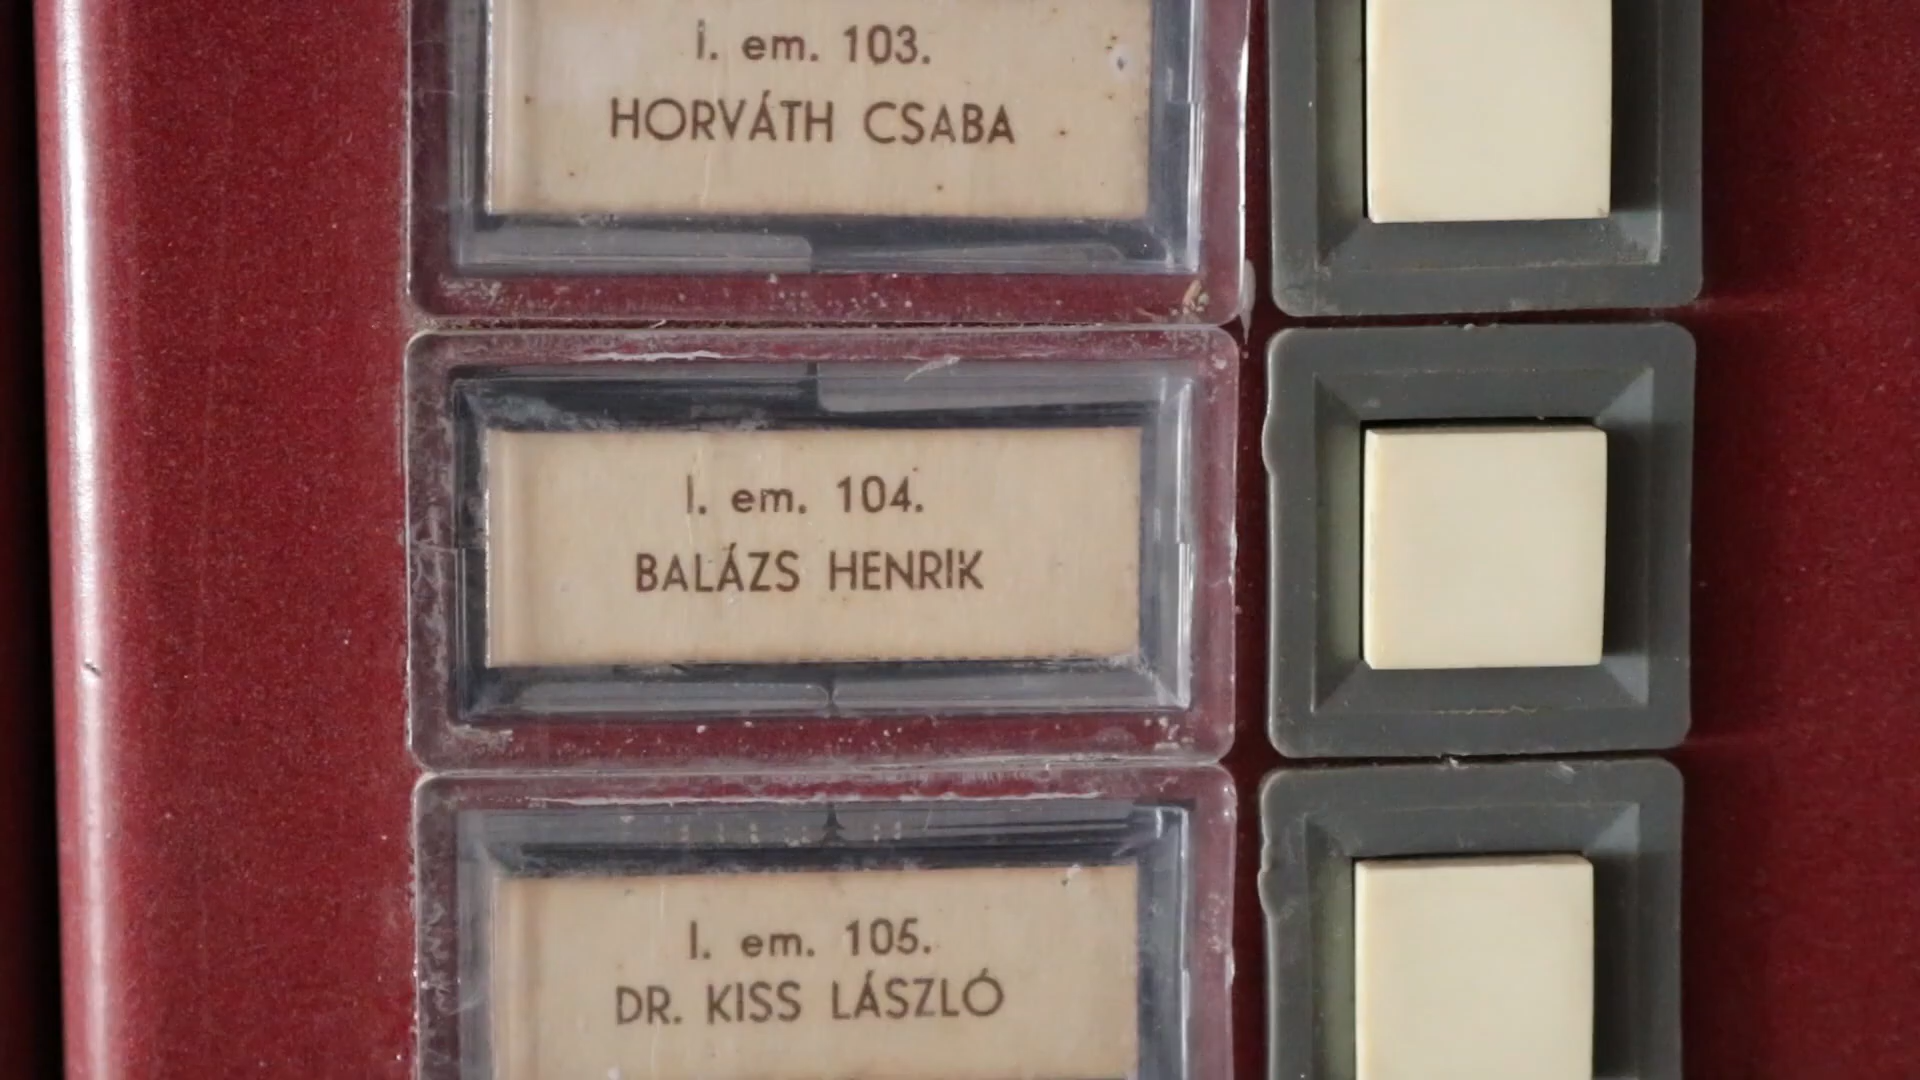 I. em. 103.
HORVÁTH CSABA
I. em. 104.
BALÁZS HENRIK
I. em. 105.
DR. KISS LÁSZLÓ